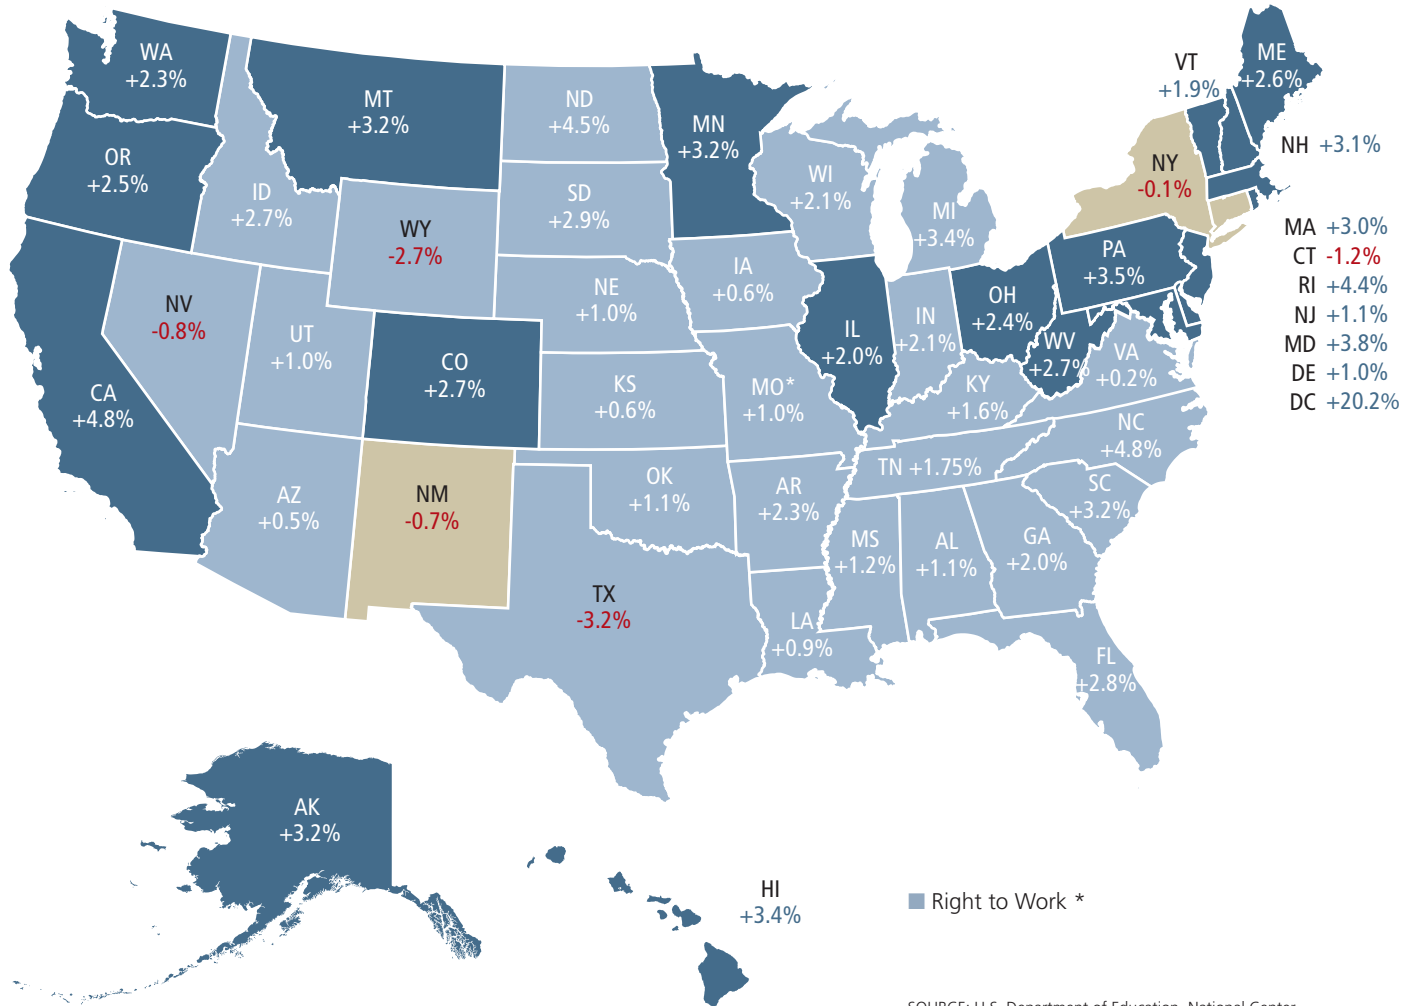 WA
+2.3%
OR
+2.5%
CA
+4.8%
MT
+3.2%
ID
+2.7%
WY
-2.7%
NV
-0.8%
UT
+1.0%
CO
+2.7%
AZ
+0.5%
NM
-0.7%
ND
+4.5%
SD
+2.9%
NE
+1.0%
KS
+0.6%
OK
+1.1%
TX
-3.2%
MN
+3.2%
IA
+0.6%
MO*
+1.0%
AR
+2.3%
LA
+0.9%
WI
+2.1%
IL
+2.0%
MI
+3.4%
IN
+2.1%
OH
+2.4%
KY
+1.6%
TN +1.75%
MS
+1.2%
AL
+1.1%
GA
+2.0%
FL
+2.8%
SC
+3.2%
NC
+4.8%
VA
+0.2%
WV
+2.7%
PA
+3.5%
NY
-0.1%
VT
+1.9%
ME
+2.6%
NH +3.1%
MA +3.0%
CT -1.2%
RI +4.4%
NJ +1.1%
MD +3.8%
DE +1.0%
DC +20.2%
AK
+3.2%
HI
+3.4%
Right to Work *
SOURCE: U.S. Department of Education, National Center